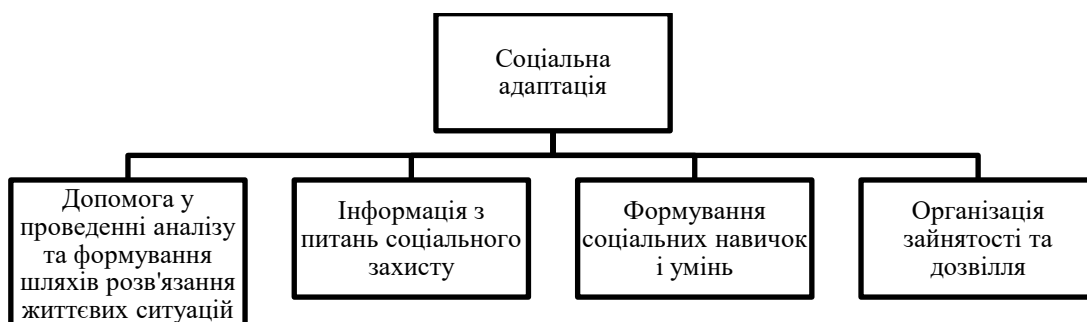 Соціальна
адаптація
Допомога у
проведенні аналізу
та формування
шляхів розв'язання
життєвих ситуацій
Інформація з
питань соціального
захисту
Формування
соціальних навичок
і умінь
Організація
зайнятості та
дозвілля